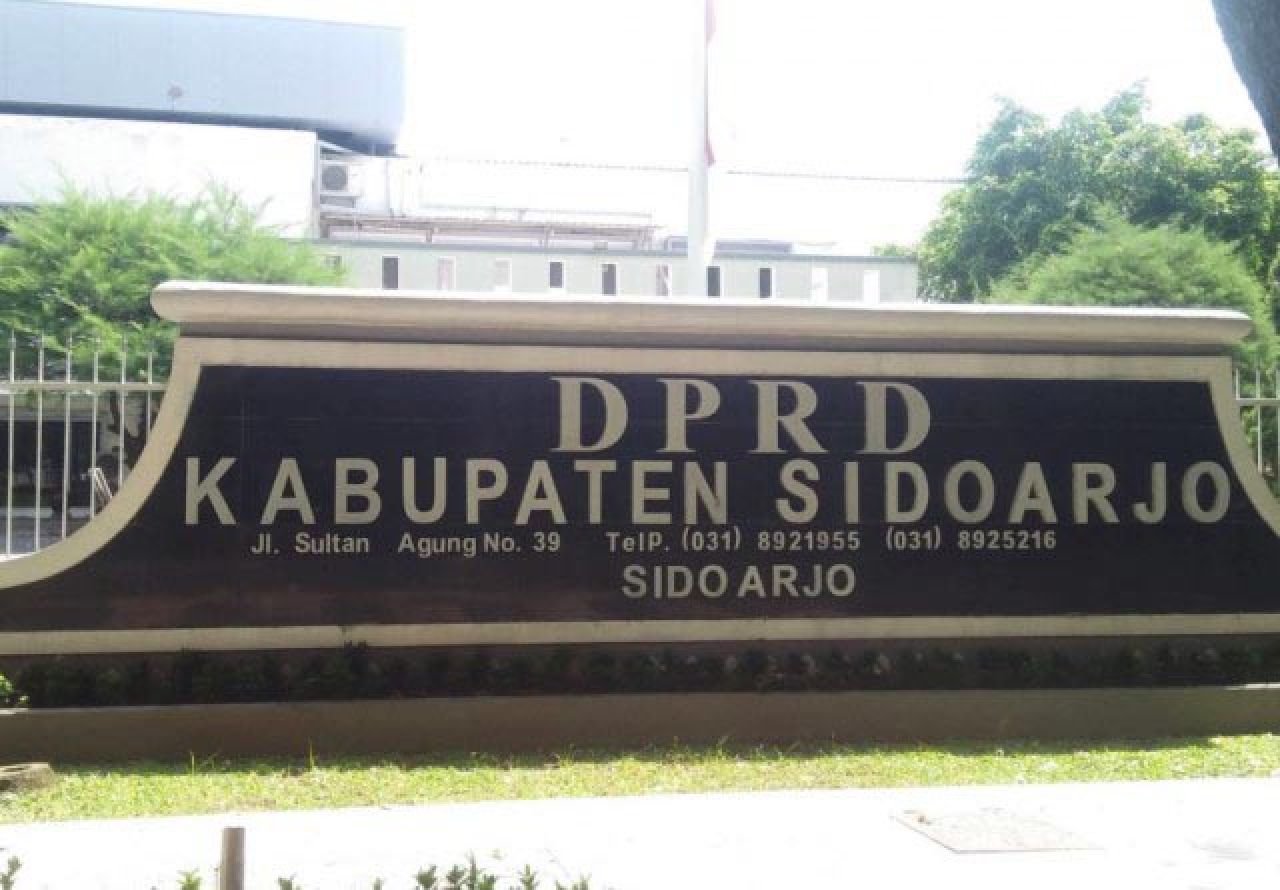 DPRD
KABUPATEN SIDOARJO
Jl. Sultan Agung No. 39 TelP. (031) 8921955 (031) 8925216
SIDOARJO